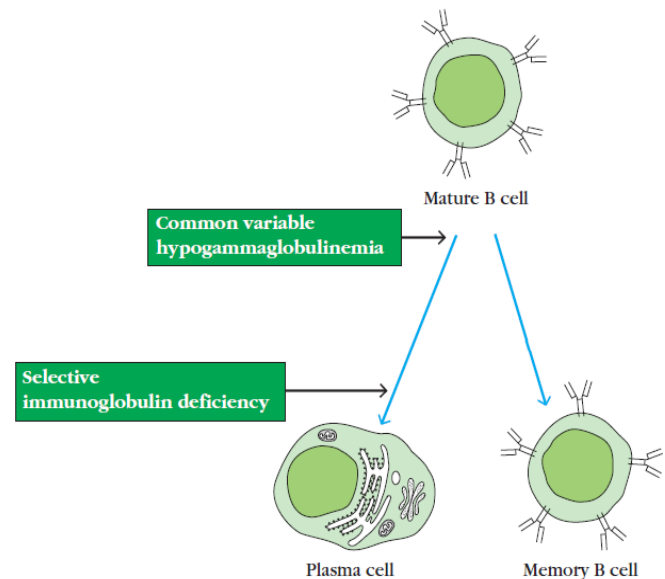 Mature B cell
Common variable
hypogammaglobulinemia
Selective
immunoglobulin deficiency
Plasma cell
Memory B cell